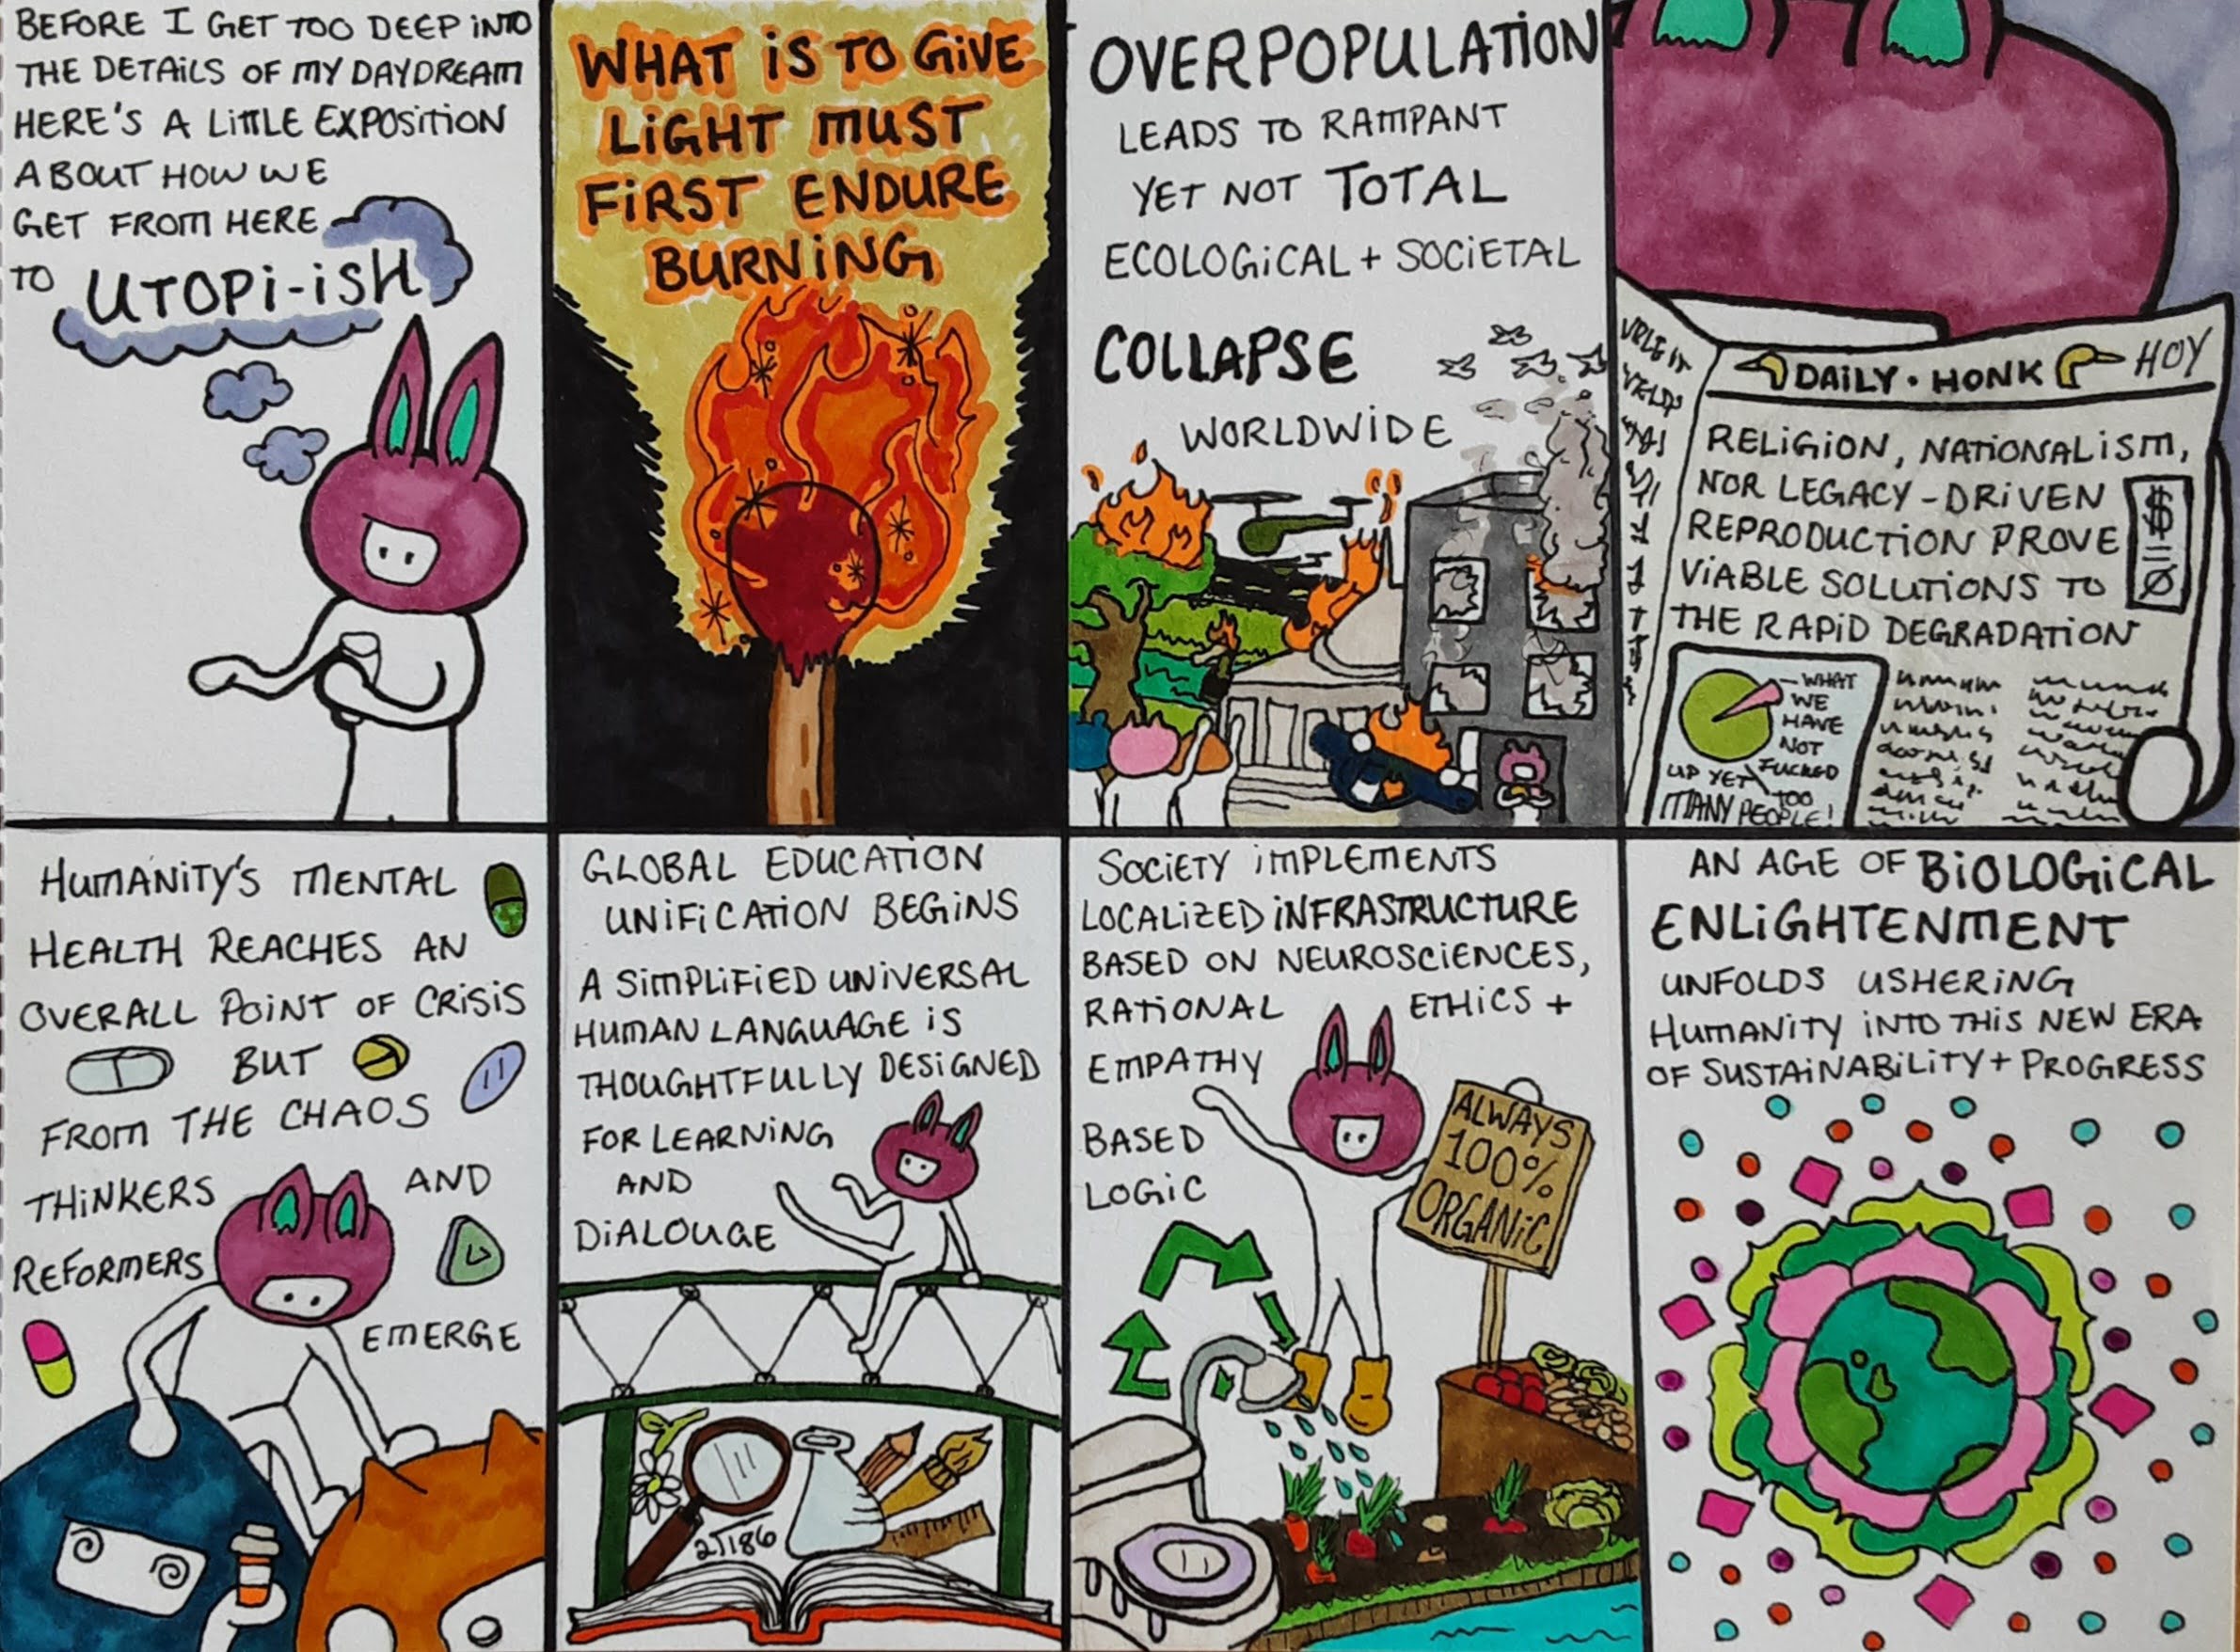 BEFORE I GET TOO DEEP INTO
THE DETAILS OF MY DAYDREAM
HERE'S A LITTLE EXPOSITION
ABOUT HOW WE
GET FROM HERE
TO UTOPI-ISH
WHAT IS TO GIVE
LIGHT MUST
FIRST ENDURE
BURNING
OVERPOPULATION
LEADS TO RAMPANT
YET NOT TOTAL
ECOLOGICAL + SOCIETAL
COLLAPSE
WORLDWIDE
DAILY • HONK
HOY
RELIGION, NATIONALISM,
NOR LEGACY-DRIVEN
REPRODUCTION PROVE
VIABLE SOLUTIONS TO
THE RAPID DEGRADATION
$
=
Ø
WHAT
WE
HAVE
NOT
FUCKED
UP YET
TOO
MANY PEOPLE!
HUMANITY'S MENTAL
HEALTH REACHES AN
OVERALL POINT OF CRISIS
BUT
FROM THE CHAOS
THINKERS AND
REFORMERS
EMERGE
GLOBAL EDUCATION
UNIFICATION BEGINS
A SIMPLIFIED UNIVERSAL
HUMAN LANGUAGE IS
THOUGHTFULLY DESIGNED
FOR LEARNING
AND
DIALOUGE
2√186
SOCIETY IMPLEMENTS
LOCALIZED INFRASTRUCTURE
BASED ON NEUROSCIENCES,
RATIONAL ETHICS +
EMPATHY
BASED
LOGIC
ALWAYS
100%
ORGANIC
AN AGE OF BIOLOGICAL
ENLIGHTENMENT
UNFOLDS USHERING
HUMANITY INTO THIS NEW ERA
OF SUSTAINABILITY + PROGRESS